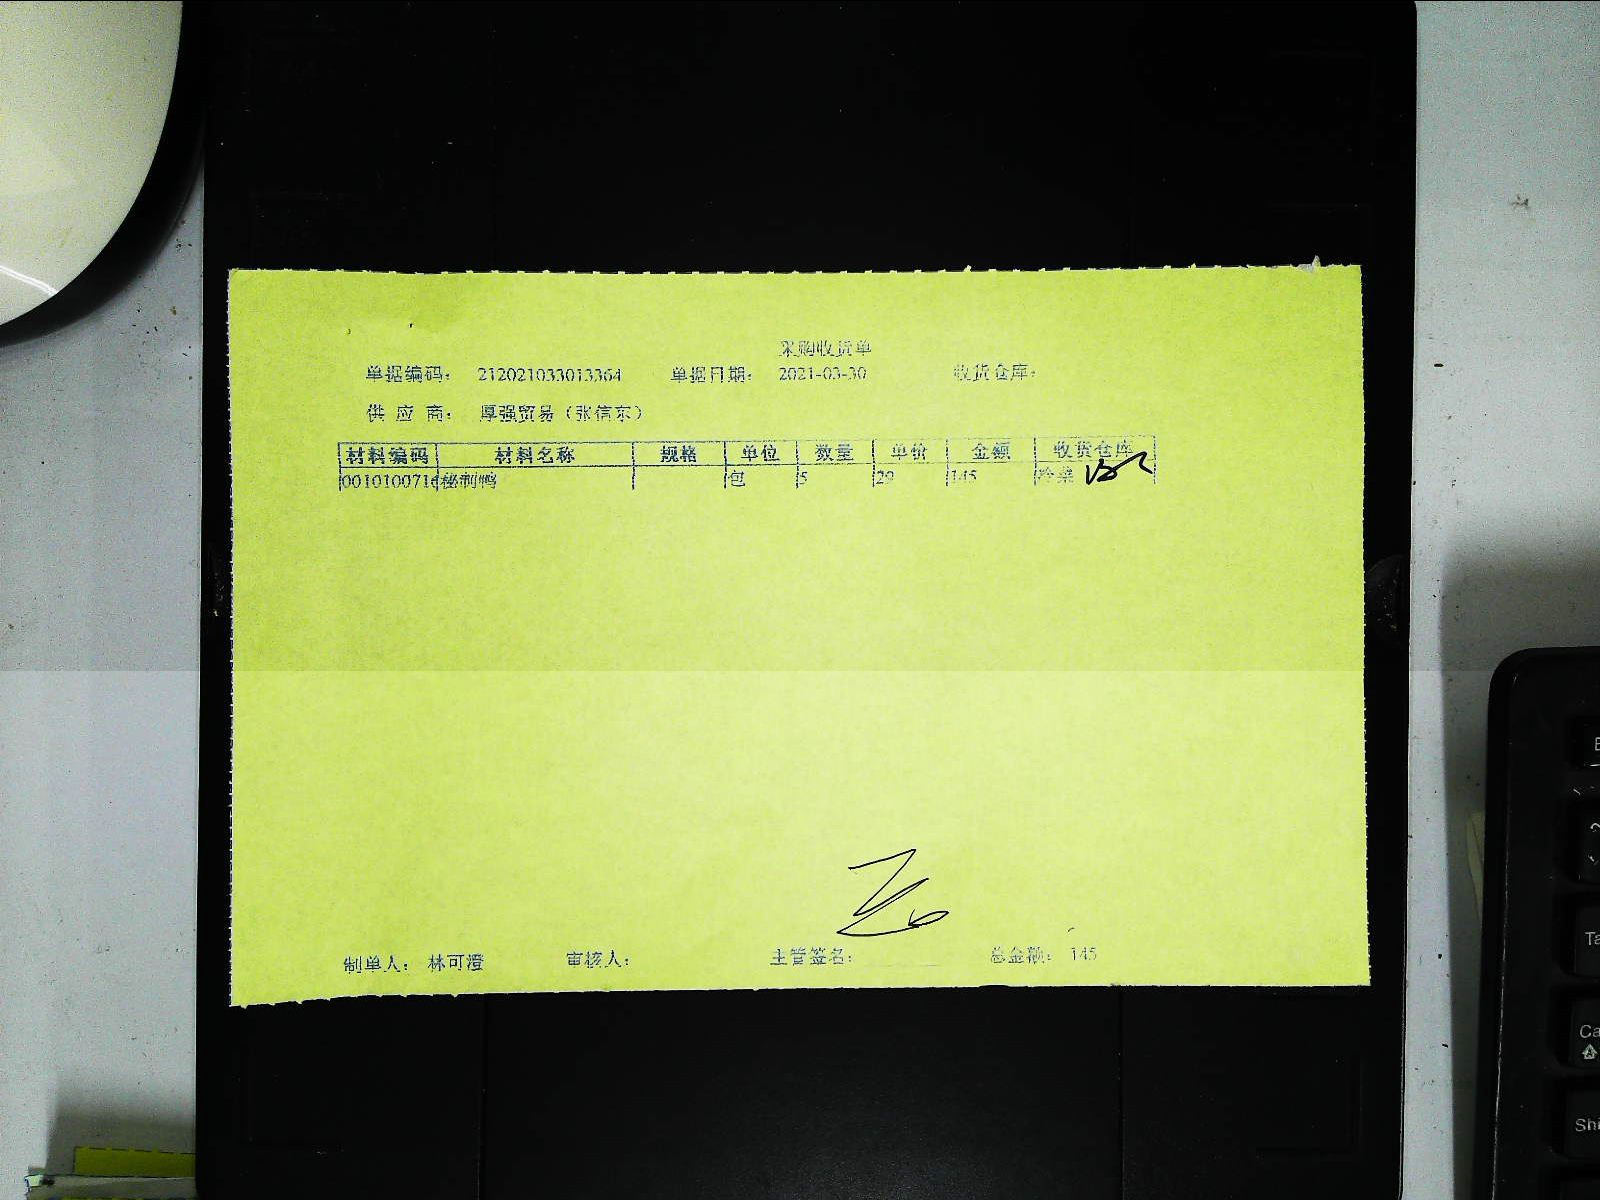 采购收货单
单据编码： 212021033013364 单据日期： 2021-03-30 收货仓库：
供 应 商： 厚强贸易（张信东）
材料编码 材料名称 规格 单位 数量 单价 金额 收货仓库
001010071 秘制鸭 包 5 29 145 冷菜
制单人： 林可澄 审核人： 主管签名： 总金额： 145